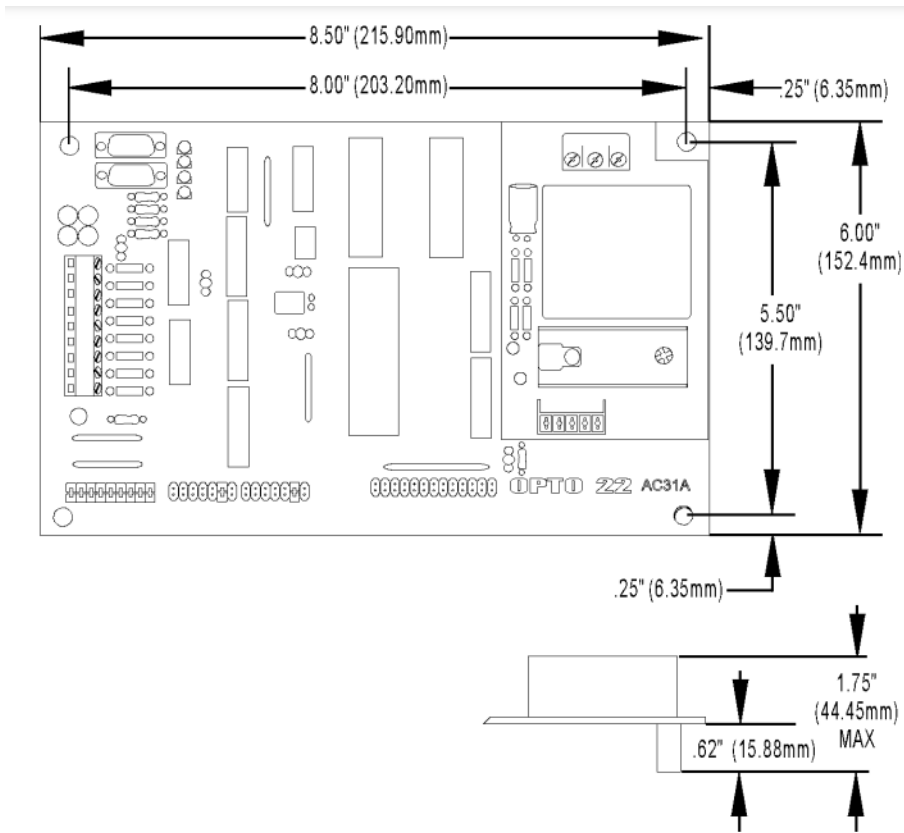 8.50" (215.90mm)
8.00" (203.20mm)
.25" (6.35mm)
6.00"
(152.4mm)
5.50"
(139.7mm)
OPTO 22 AC31A
.25" (6.35mm)
1.75"
(44.45mm)
MAX
.62" (15.88mm)